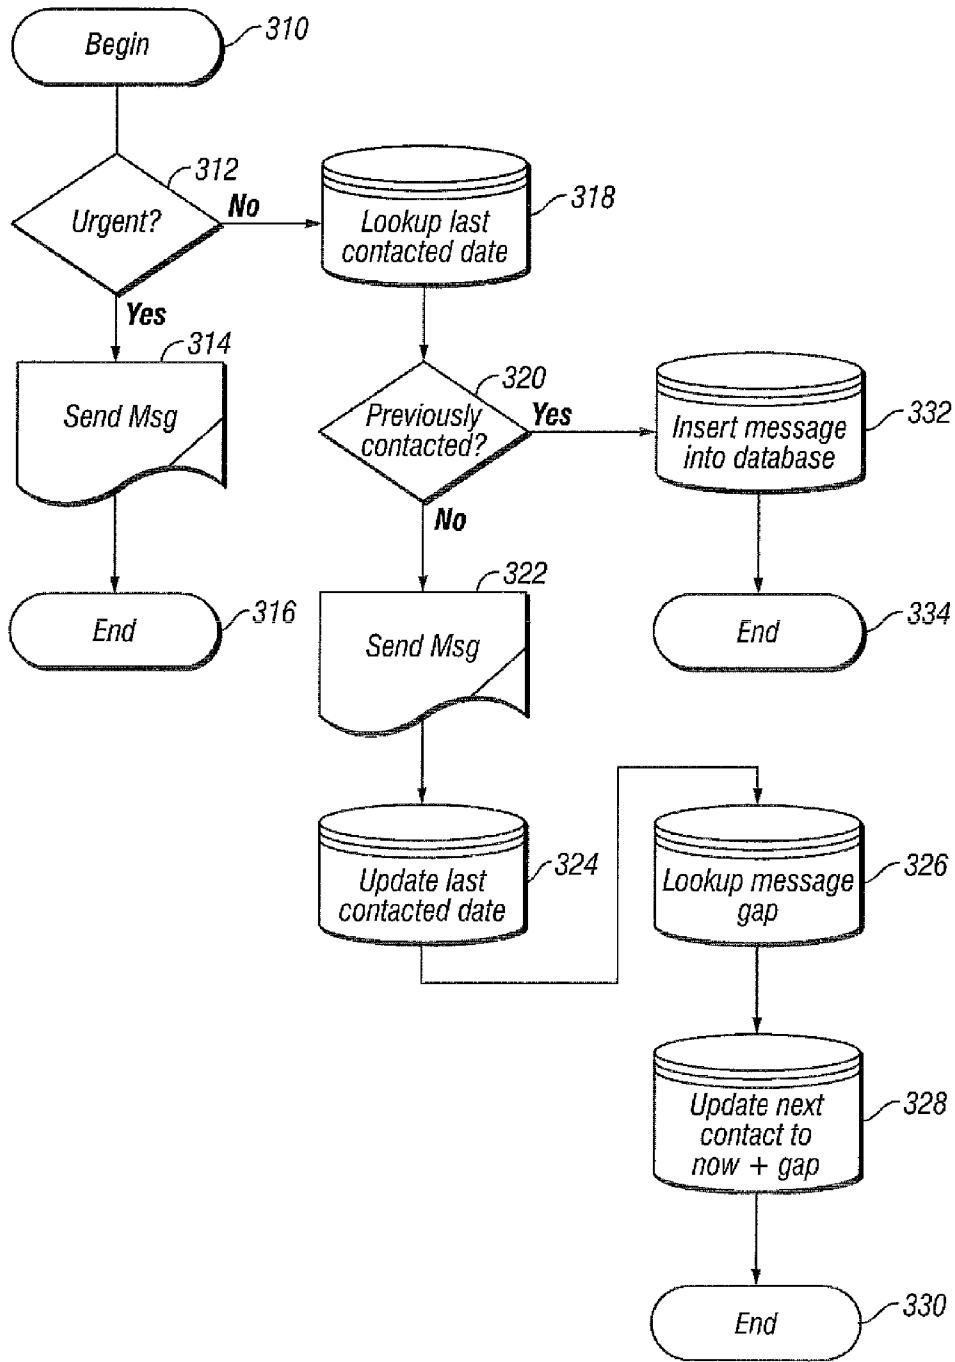 Begin
310
312
Urgent?
No
Lookup last
contacted date
318
Yes
314
Send Msg
320
Previously
contacted?
Yes
Insert message
into database
332
No
End
316
322
Send Msg
End
334
Update last
contacted date
324
Lookup message
gap
326
Update next
contact to
now + gap
328
End
330